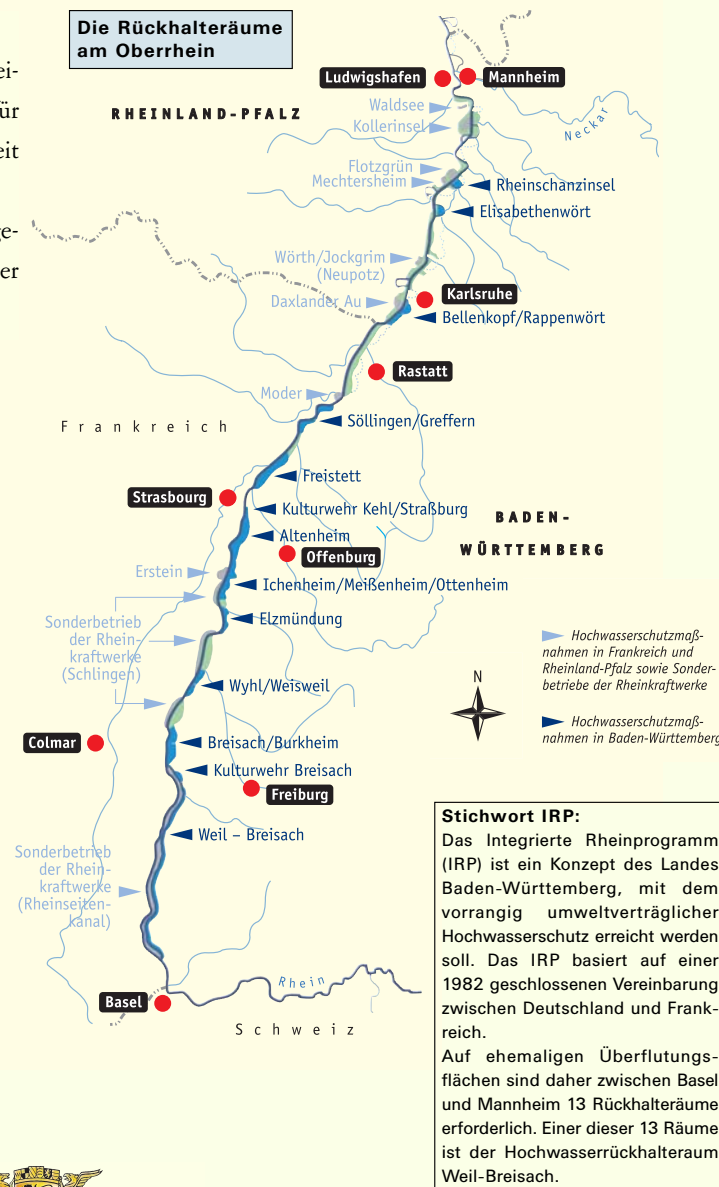 Die Rückhalteräume
am Oberrhein
ei-
ür
eit
ge-
er
Ludwigshafen
Mannheim
Waldsee
RHEINLAND-PFALZ
Kollerinsel
Neckar
Flotzgrün
Mechtersheim
Rheinschanzinsel
Elisabethenwört
Wörth/Jockgrim
(Neupotz)
Daxlander Au
Karlsruhe
Bellenkopf/Rappenwört
Rastatt
Moder
Söllingen/Greffern
Frankreich
Freistett
Strasbourg
Kulturwehr Kehl/Straßburg
BADEN-
WÜRTTEMBERG
Altenheim
Offenburg
Erstein
Ichenheim/Meißenheim/Ottenheim
Elzmündung
Sonderbetrieb
der Rhein-
kraftwerke
(Schlingen)
Hochwasserschutzmaß-
nahmen in Frankreich und
Rheinland-Pfalz sowie Sonder-
betriebe der Rheinkraftwerke
N
Wyhl/Weisweil
Hochwasserschutzmaß-
nahmen in Baden-Württemberg
Colmar
Breisach/Burkheim
Kulturwehr Breisach
Freiburg
Weil – Breisach
Sonderbetrieb
der Rhein-
kraftwerke
(Rheinseiten-
kanal)
Rhein
Basel
Schweiz
Stichwort IRP:
Das Integrierte Rheinprogramm
(IRP) ist ein Konzept des Landes
Baden-Württemberg, mit dem
vorrangig umweltverträglicher
Hochwasserschutz erreicht werden
soll. Das IRP basiert auf einer
1982 geschlossenen Vereinbarung
zwischen Deutschland und Frank-
reich.
Auf ehemaligen Überflutungs-
flächen sind daher zwischen Basel
und Mannheim 13 Rückhalteräume
erforderlich. Einer dieser 13 Räume
ist der Hochwasserrückhalteraum
Weil-Breisach.